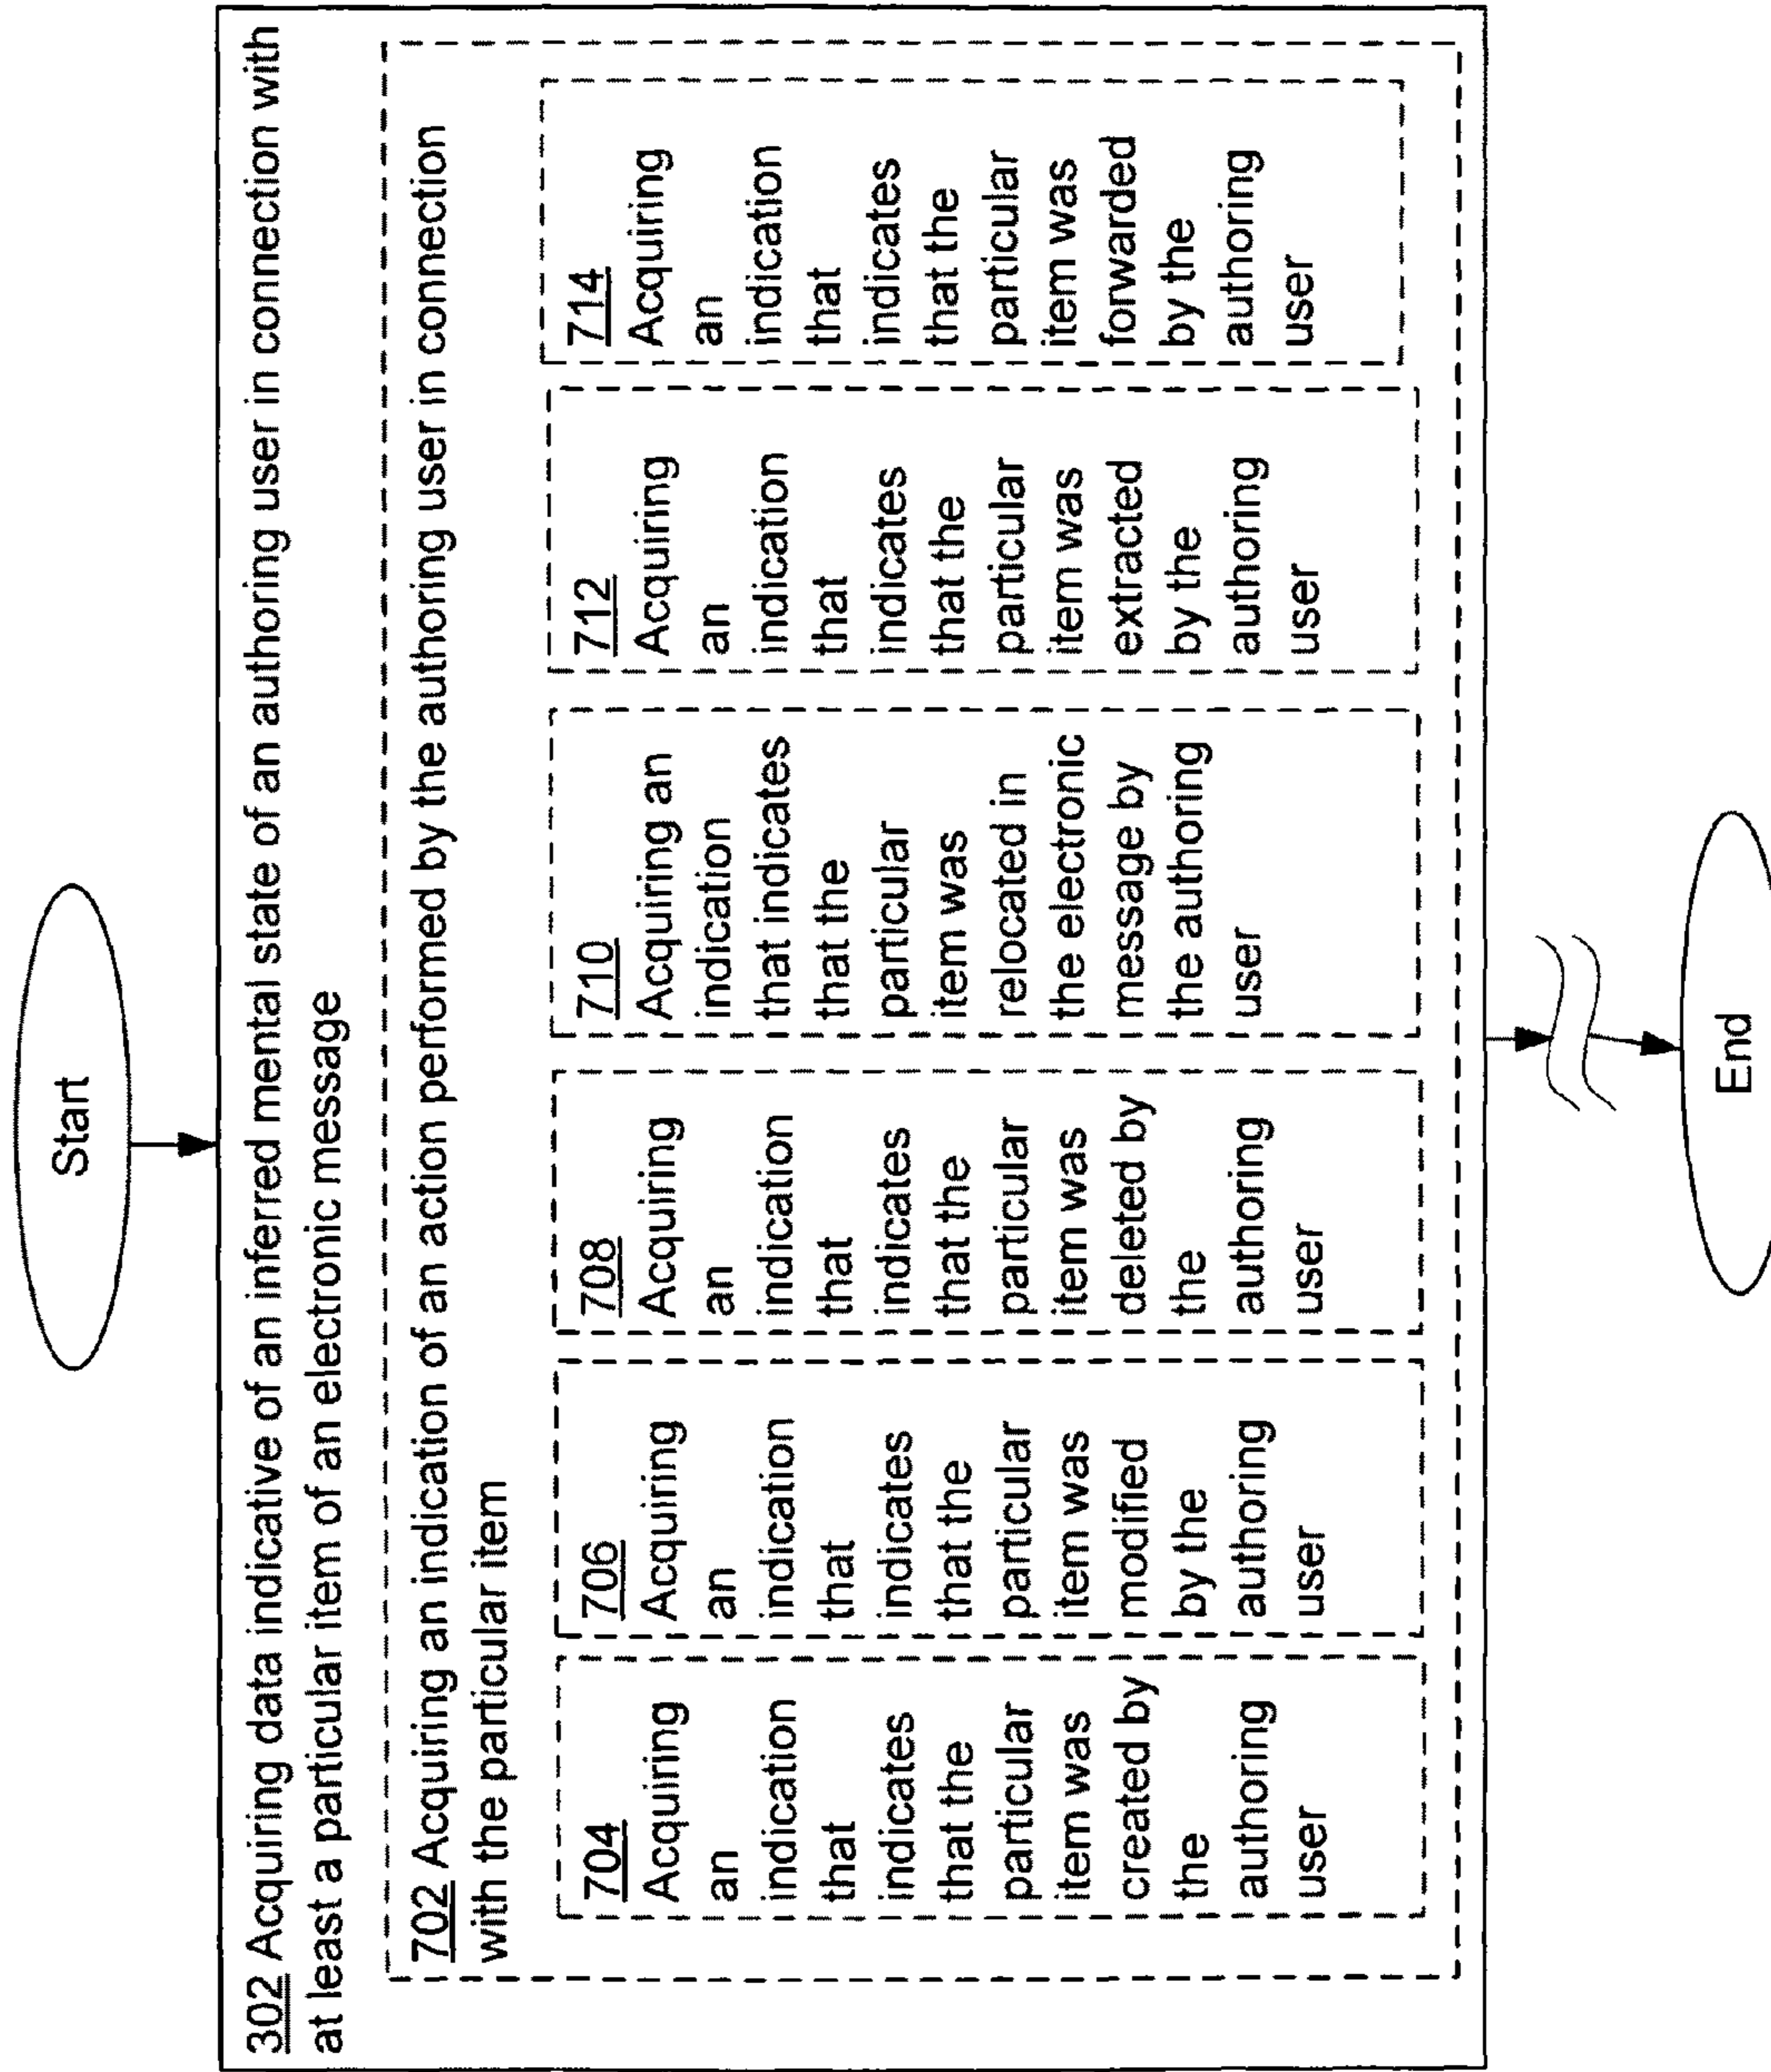 Start
302 Acquiring data indicative of an inferred mental state of an authoring user in connection with
at least a particular item of an electronic message
702 Acquiring an indication of an action performed by the authoring user in connection
with the particular item
704
Acquiring
an
indication
that
indicates
that the
particular
item was
created by
the
authoring
user
706
Acquiring
an
indication
that
indicates
that the
particular
item was
modified
by the
authoring
user
708
Acquiring
an
indication
that
indicates
that the
particular
item was
deleted by
the
authoring
user
710
Acquiring an
indication
that indicates
that the
particular
item was
relocated in
the electronic
message by
the authoring
user
712
Acquiring
an
indication
that
indicates
that the
particular
item was
extracted
by the
authoring
user
714
Acquiring
an
indication
that
indicates
that the
particular
item was
forwarded
by the
authoring
user
End